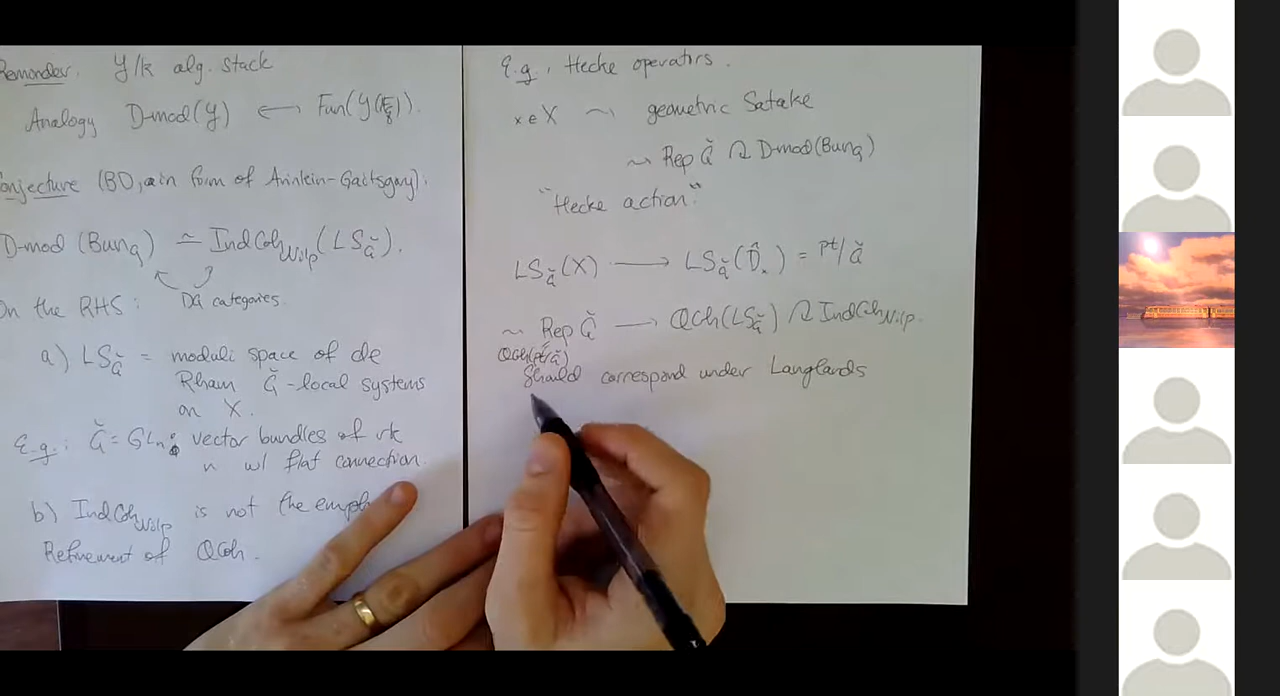 Remonder. Y/k alg. stack
Analogy D-mod(Y) ⟷ Fun(Y(F_q)).
Conjecture (BD, in form of Arinkin-Gaitsgory).
D-mod (Bun_G) ≃ IndCoh_Nilp (LS_Ǧ).
On the RHS: DG categories
a) LS_Ǧ = moduli space of de
Rham Ǧ-local systems
on X.
E.g.: Ǧ = GL_n: vector bundles of rk
n w/ flat connection.
b) IndCoh_Nilp is not the emph
Refinement of QCoh.
E.g. Hecke operators.
x ∈ X ⤳ geometric Satake
⤳ Rep Ǧ ↷ D-mod(Bun_G)
"Hecke action"
LS_Ǧ(X) ⟶ LS_Ǧ(D̂_x) = pt/Ǧ
⤳ Rep Ǧ ⟶ QCoh(LS_Ǧ) ↷ IndCoh_Nilp.
QCoh(pt/Ǧ)
Should correspond under Langlands